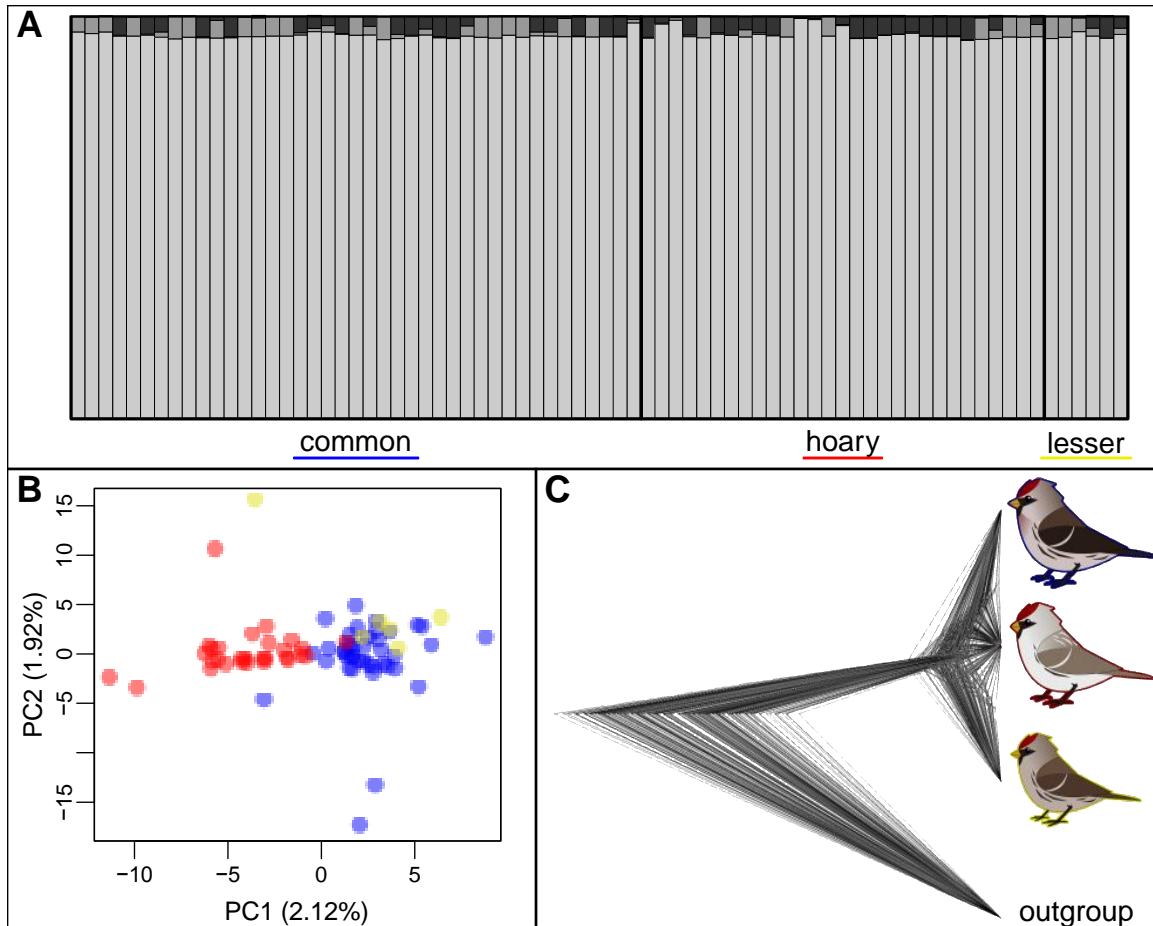 A
common hoary lesser
B
15
10
5
0
−5
−15
PC2 (1.92%)
−10 −5 0 5
PC1 (2.12%)
C
outgroup